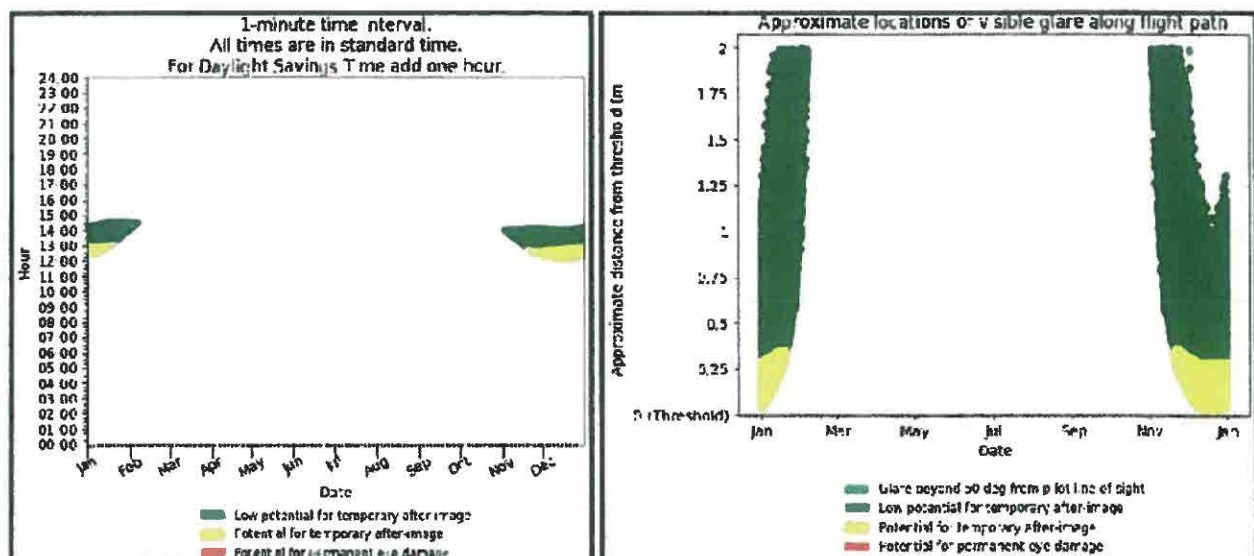 1-minute time interval.
All times are in standard time.
For Daylight Savings Time add one hour.
24 00
23 00
22 00
21 00
20 00
19 00
18 00
17 00
16 00
15 00
14 00
13 00
12 00
11 00
10 00
09 00
08 00
07 00
06 00
05 00
04 00
03 00
02 00
01 00
00 00
Hour
Jan
Feb
Mar
Apr
May
Jun
Aug
Sep
Oct
Nov
Dec
Date
Low potential for temporary after-image
Potential for temporary after-image
Potential for permanent eye damage
Approximate locations of visible glare along flight path
Approximate distance from threshold (m
2
1.75
1.5
1.25
1
0.75
0.5
0.25
0 (Threshold)
Jan
Mar
May
Jul
Sep
Nov
Jan
Date
Glare beyond 50 deg from pilot line of sight
Low potential for temporary after-image
Potential for temporary after-image
Potential for permanent eye damage